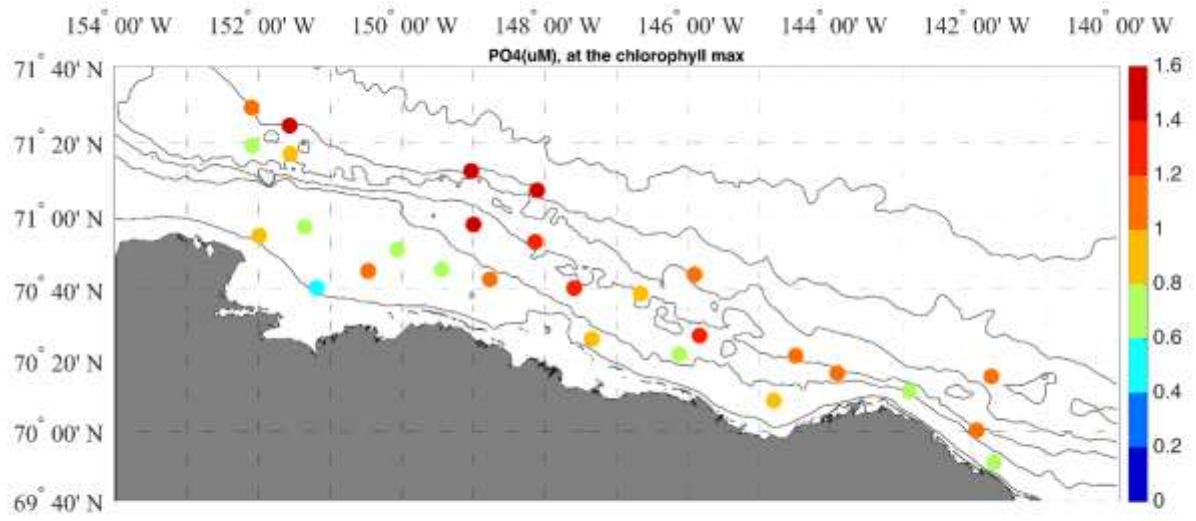 154° 00' W 152° 00' W 150° 00' W 148° 00' W 146° 00' W 144° 00' W 142° 00' W 140° 00' W
PO4(uM), at the chlorophyll max
71° 40' N
71° 20' N
71° 00' N
70° 40' N
70° 20' N
70° 00' N
69° 40' N
1.6
1.4
1.2
1
0.8
0.6
0.4
0.2
0